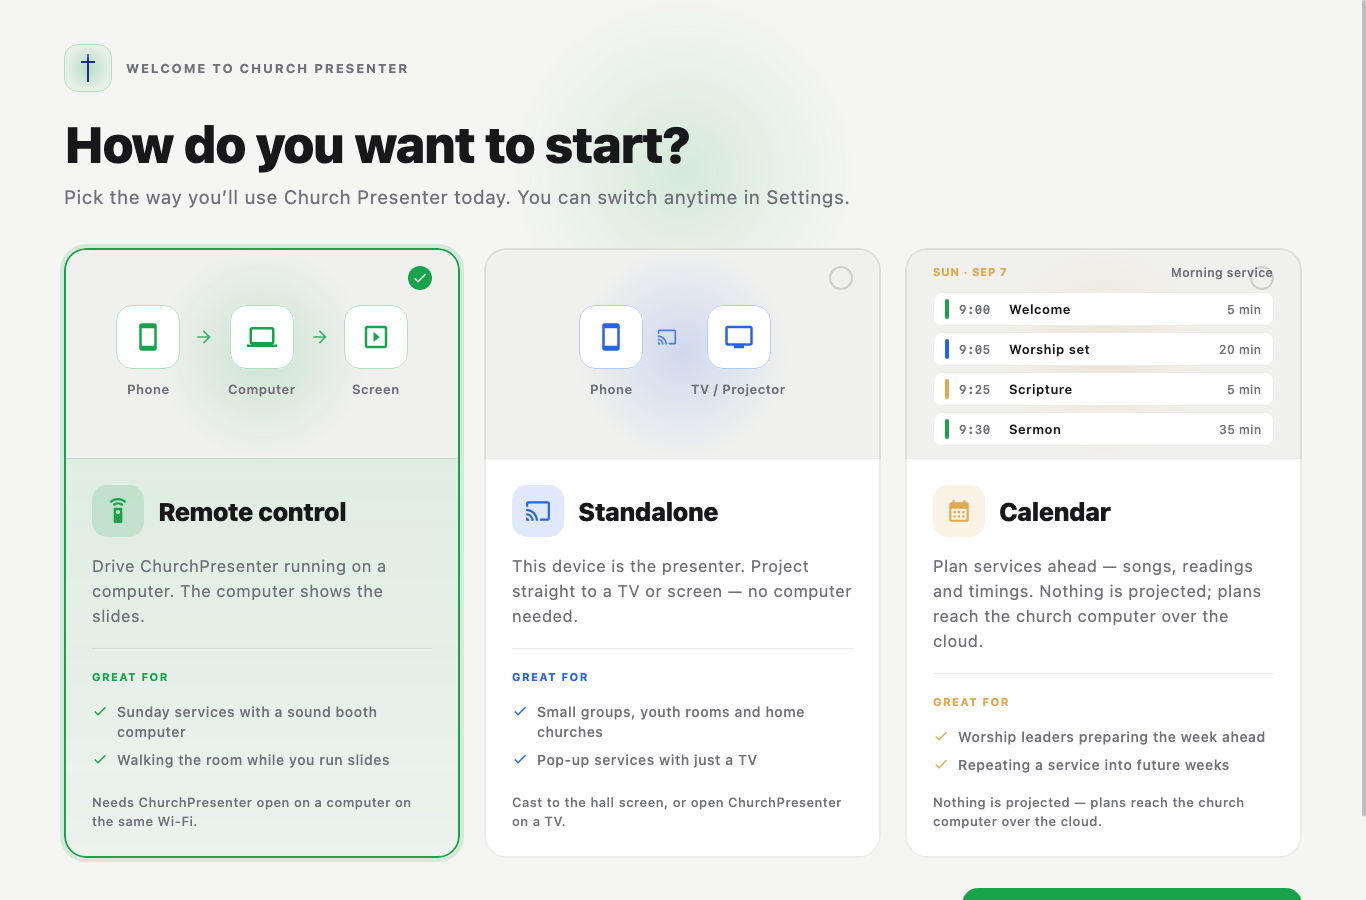 WELCOME TO CHURCH PRESENTER
How do you want to start?
Pick the way you’ll use Church Presenter today. You can switch anytime in Settings.
Phone
Computer
Screen
Remote control
Drive ChurchPresenter running on a
computer. The computer shows the
slides.
GREAT FOR
Sunday services with a sound booth
computer
Walking the room while you run slides
Needs ChurchPresenter open on a computer on
the same Wi-Fi.
Phone
TV / Projector
Standalone
This device is the presenter. Project
straight to a TV or screen — no computer
needed.
GREAT FOR
Small groups, youth rooms and home
churches
Pop-up services with just a TV
Cast to the hall screen, or open ChurchPresenter
on a TV.
SUN · SEP 7 Morning service
9:00 Welcome 5 min
9:05 Worship set 20 min
9:25 Scripture 5 min
9:30 Sermon 35 min
Calendar
Plan services ahead — songs, readings
and timings. Nothing is projected; plans
reach the church computer over the
cloud.
GREAT FOR
Worship leaders preparing the week ahead
Repeating a service into future weeks
Nothing is projected — plans reach the church
computer over the cloud.